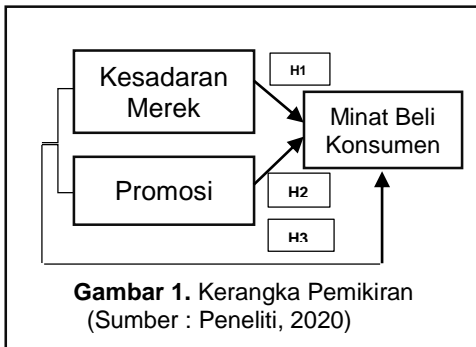 H1
Kesadaran
Merek
Minat Beli
Konsumen
Promosi
H2
H3
Gambar 1. Kerangka Pemikiran
(Sumber : Peneliti, 2020)